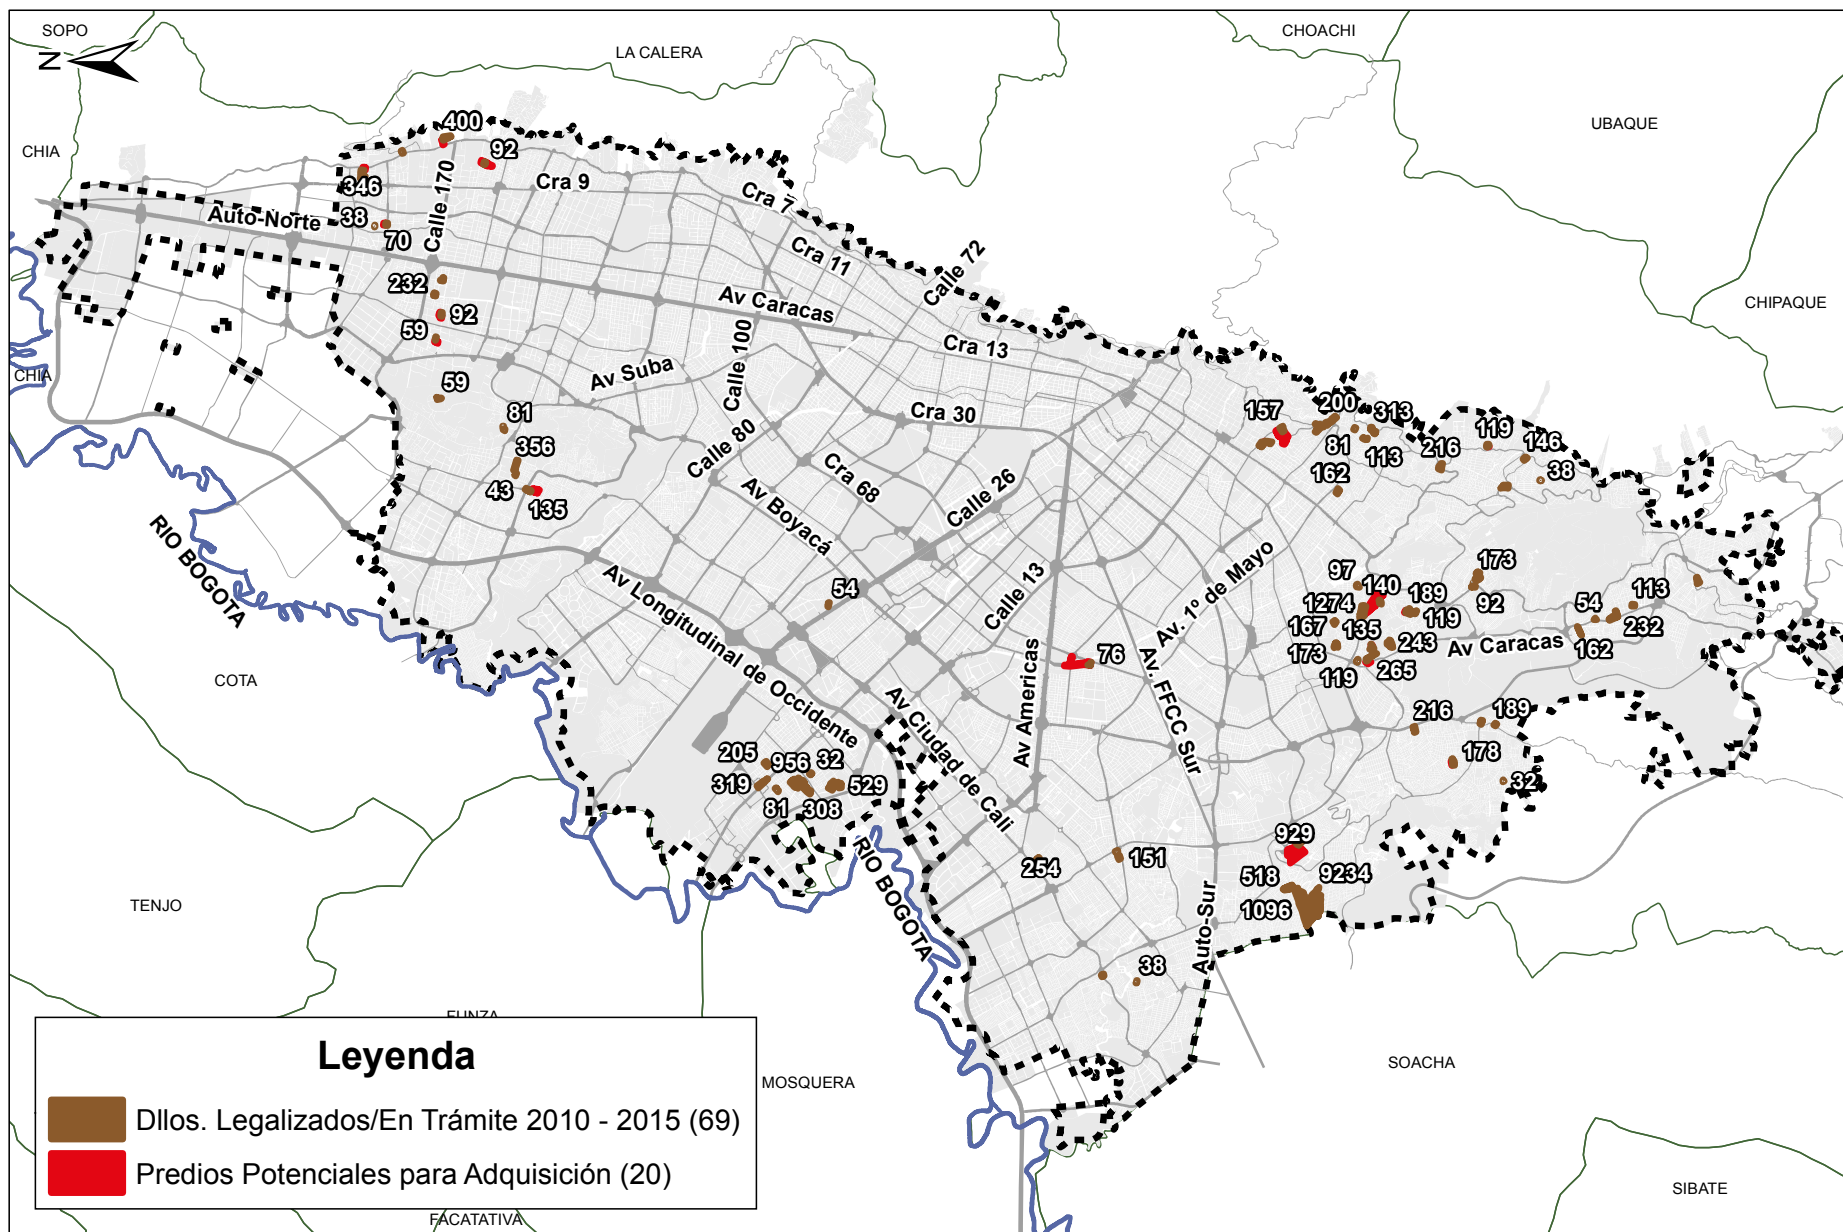 SOPO
N
LA CALERA
CHOACHI
UBAQUE
CHIPAQUE
CHIA
CHIA
400
92
346
38
70
Auto-Norte
Calle 170
Cra 9
Cra 7
Cra 11
Calle 72
232
92
59
Av Caracas
Cra 13
Calle 100
Av Suba
59
81
356
43
135
Calle 80
Cra 30
Cra 68
Calle 26
Av Boyacá
RIO BOGOTA
157
200
313
81
113
162
216
119
146
38
54
Av Longitudinal de Occidente
Calle 13
Av. 1º de Mayo
97
140
1274
189
119
167
135
173
243
119
265
173
92
54
113
232
162
Av Caracas
COTA
76
Av Americas
Av. FFCC Sur
Av Ciudad de Cali
216
189
178
32
205
956
32
319
529
81
308
RIO BOGOTA
254
151
929
518
9234
1096
TENJO
38
Auto-Sur
FUNZA
MOSQUERA
SOACHA
SIBATE
Leyenda
Dllos. Legalizados/En Trámite 2010 - 2015 (69)
Predios Potenciales para Adquisición (20)
FACATATIVA